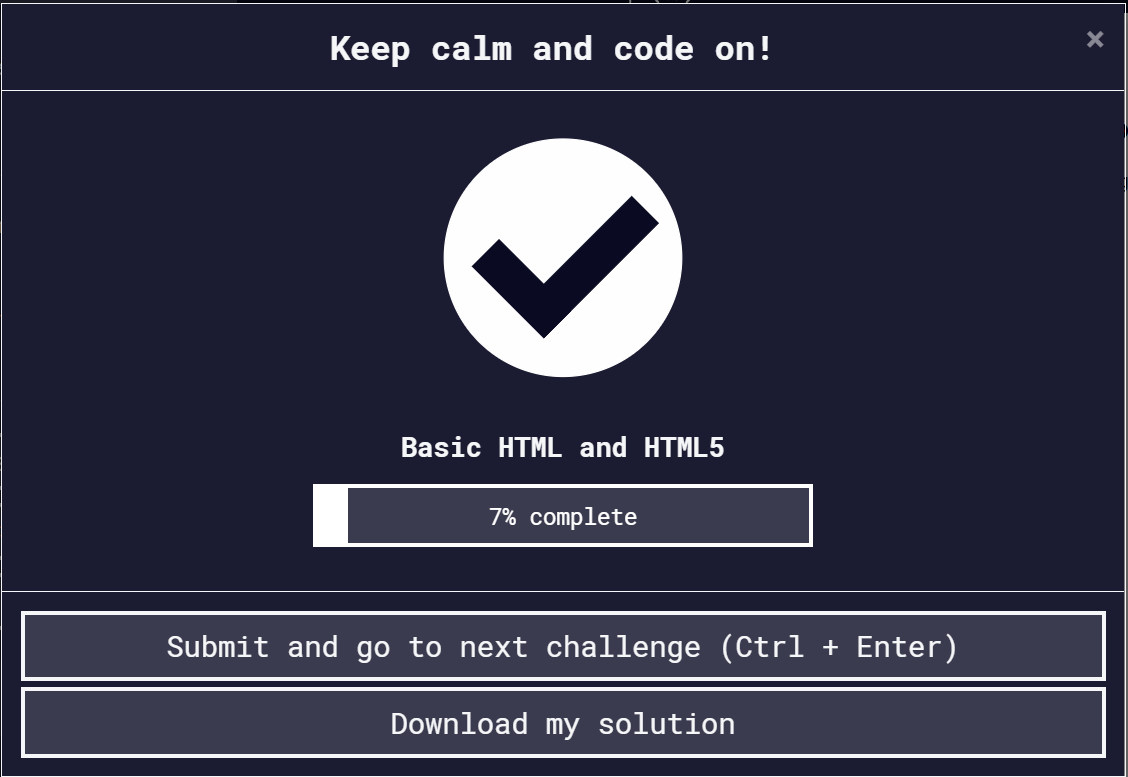 Keep calm and code on!
×
Basic HTML and HTML5
7% complete
Submit and go to next challenge (Ctrl + Enter)
Download my solution